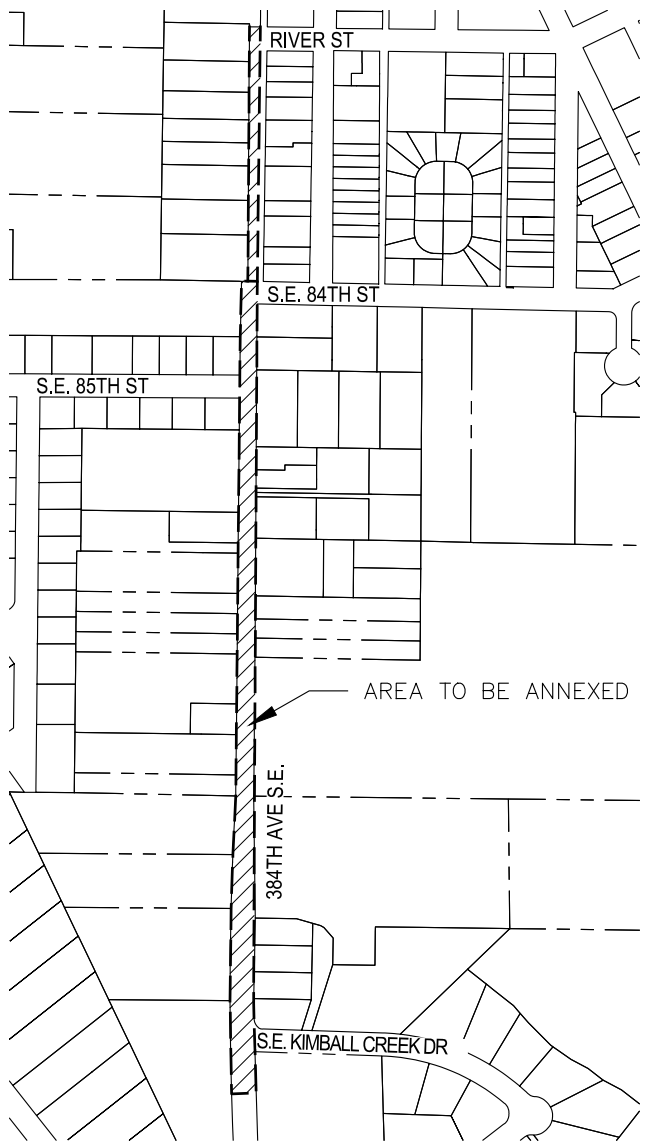 RIVER ST
S.E. 84TH ST
S.E. 85TH ST
AREA TO BE ANNEXED
384TH AVE S.E.
S.E. KIMBALL CREEK DR